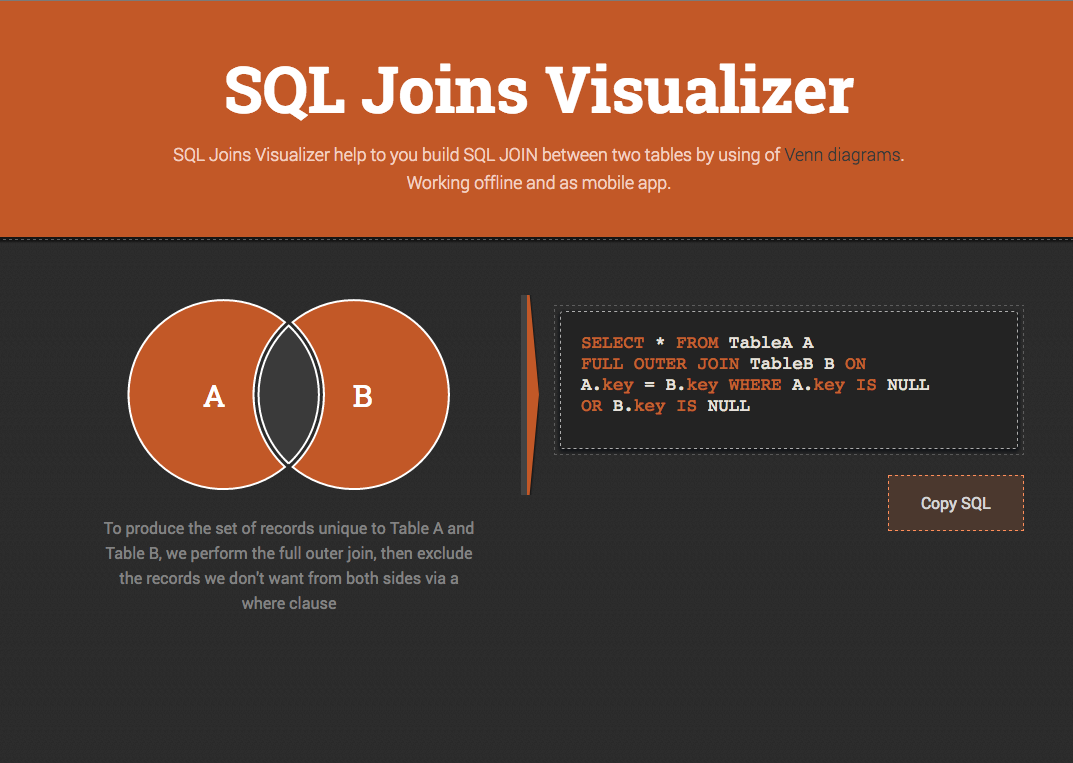 SQL Joins Visualizer
SQL Joins Visualizer help to you build SQL JOIN between two tables by using of Venn diagrams.
Working offline and as mobile app.
A
B
To produce the set of records unique to Table A and
Table B, we perform the full outer join, then exclude
the records we don't want from both sides via a
where clause
SELECT * FROM TableA A
FULL OUTER JOIN TableB B ON
A.key = B.key WHERE A.key IS NULL
OR B.key IS NULL
Copy SQL